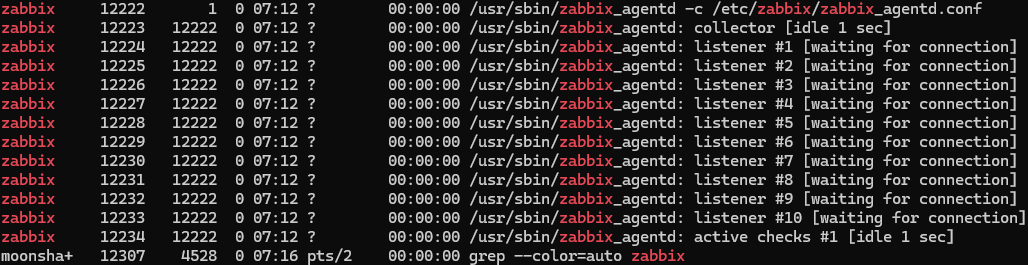 zabbix 12222 1 0 07:12 ? 00:00:00 /usr/sbin/zabbix_agentd -c /etc/zabbix/zabbix_agentd.conf
zabbix 12223 12222 0 07:12 ? 00:00:00 /usr/sbin/zabbix_agentd: collector [idle 1 sec]
zabbix 12224 12222 0 07:12 ? 00:00:00 /usr/sbin/zabbix_agentd: listener #1 [waiting for connection]
zabbix 12225 12222 0 07:12 ? 00:00:00 /usr/sbin/zabbix_agentd: listener #2 [waiting for connection]
zabbix 12226 12222 0 07:12 ? 00:00:00 /usr/sbin/zabbix_agentd: listener #3 [waiting for connection]
zabbix 12227 12222 0 07:12 ? 00:00:00 /usr/sbin/zabbix_agentd: listener #4 [waiting for connection]
zabbix 12228 12222 0 07:12 ? 00:00:00 /usr/sbin/zabbix_agentd: listener #5 [waiting for connection]
zabbix 12229 12222 0 07:12 ? 00:00:00 /usr/sbin/zabbix_agentd: listener #6 [waiting for connection]
zabbix 12230 12222 0 07:12 ? 00:00:00 /usr/sbin/zabbix_agentd: listener #7 [waiting for connection]
zabbix 12231 12222 0 07:12 ? 00:00:00 /usr/sbin/zabbix_agentd: listener #8 [waiting for connection]
zabbix 12232 12222 0 07:12 ? 00:00:00 /usr/sbin/zabbix_agentd: listener #9 [waiting for connection]
zabbix 12233 12222 0 07:12 ? 00:00:00 /usr/sbin/zabbix_agentd: listener #10 [waiting for connection]
zabbix 12234 12222 0 07:12 ? 00:00:00 /usr/sbin/zabbix_agentd: active checks #1 [idle 1 sec]
moonsha+ 12307 4528 0 07:16 pts/2 00:00:00 grep --color=auto zabbix